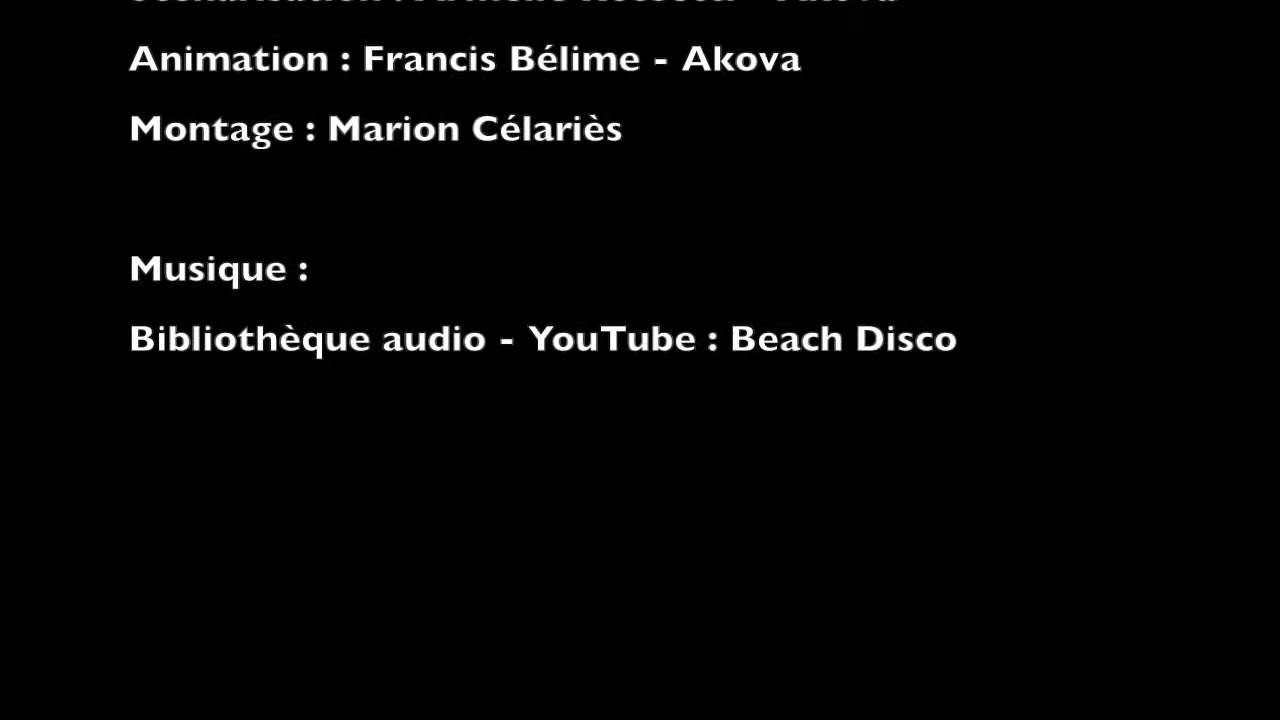 Animation : Francis Bélime - Akova
Montage : Marion Célariès
Musique :
Bibliothèque audio - YouTube : Beach Disco